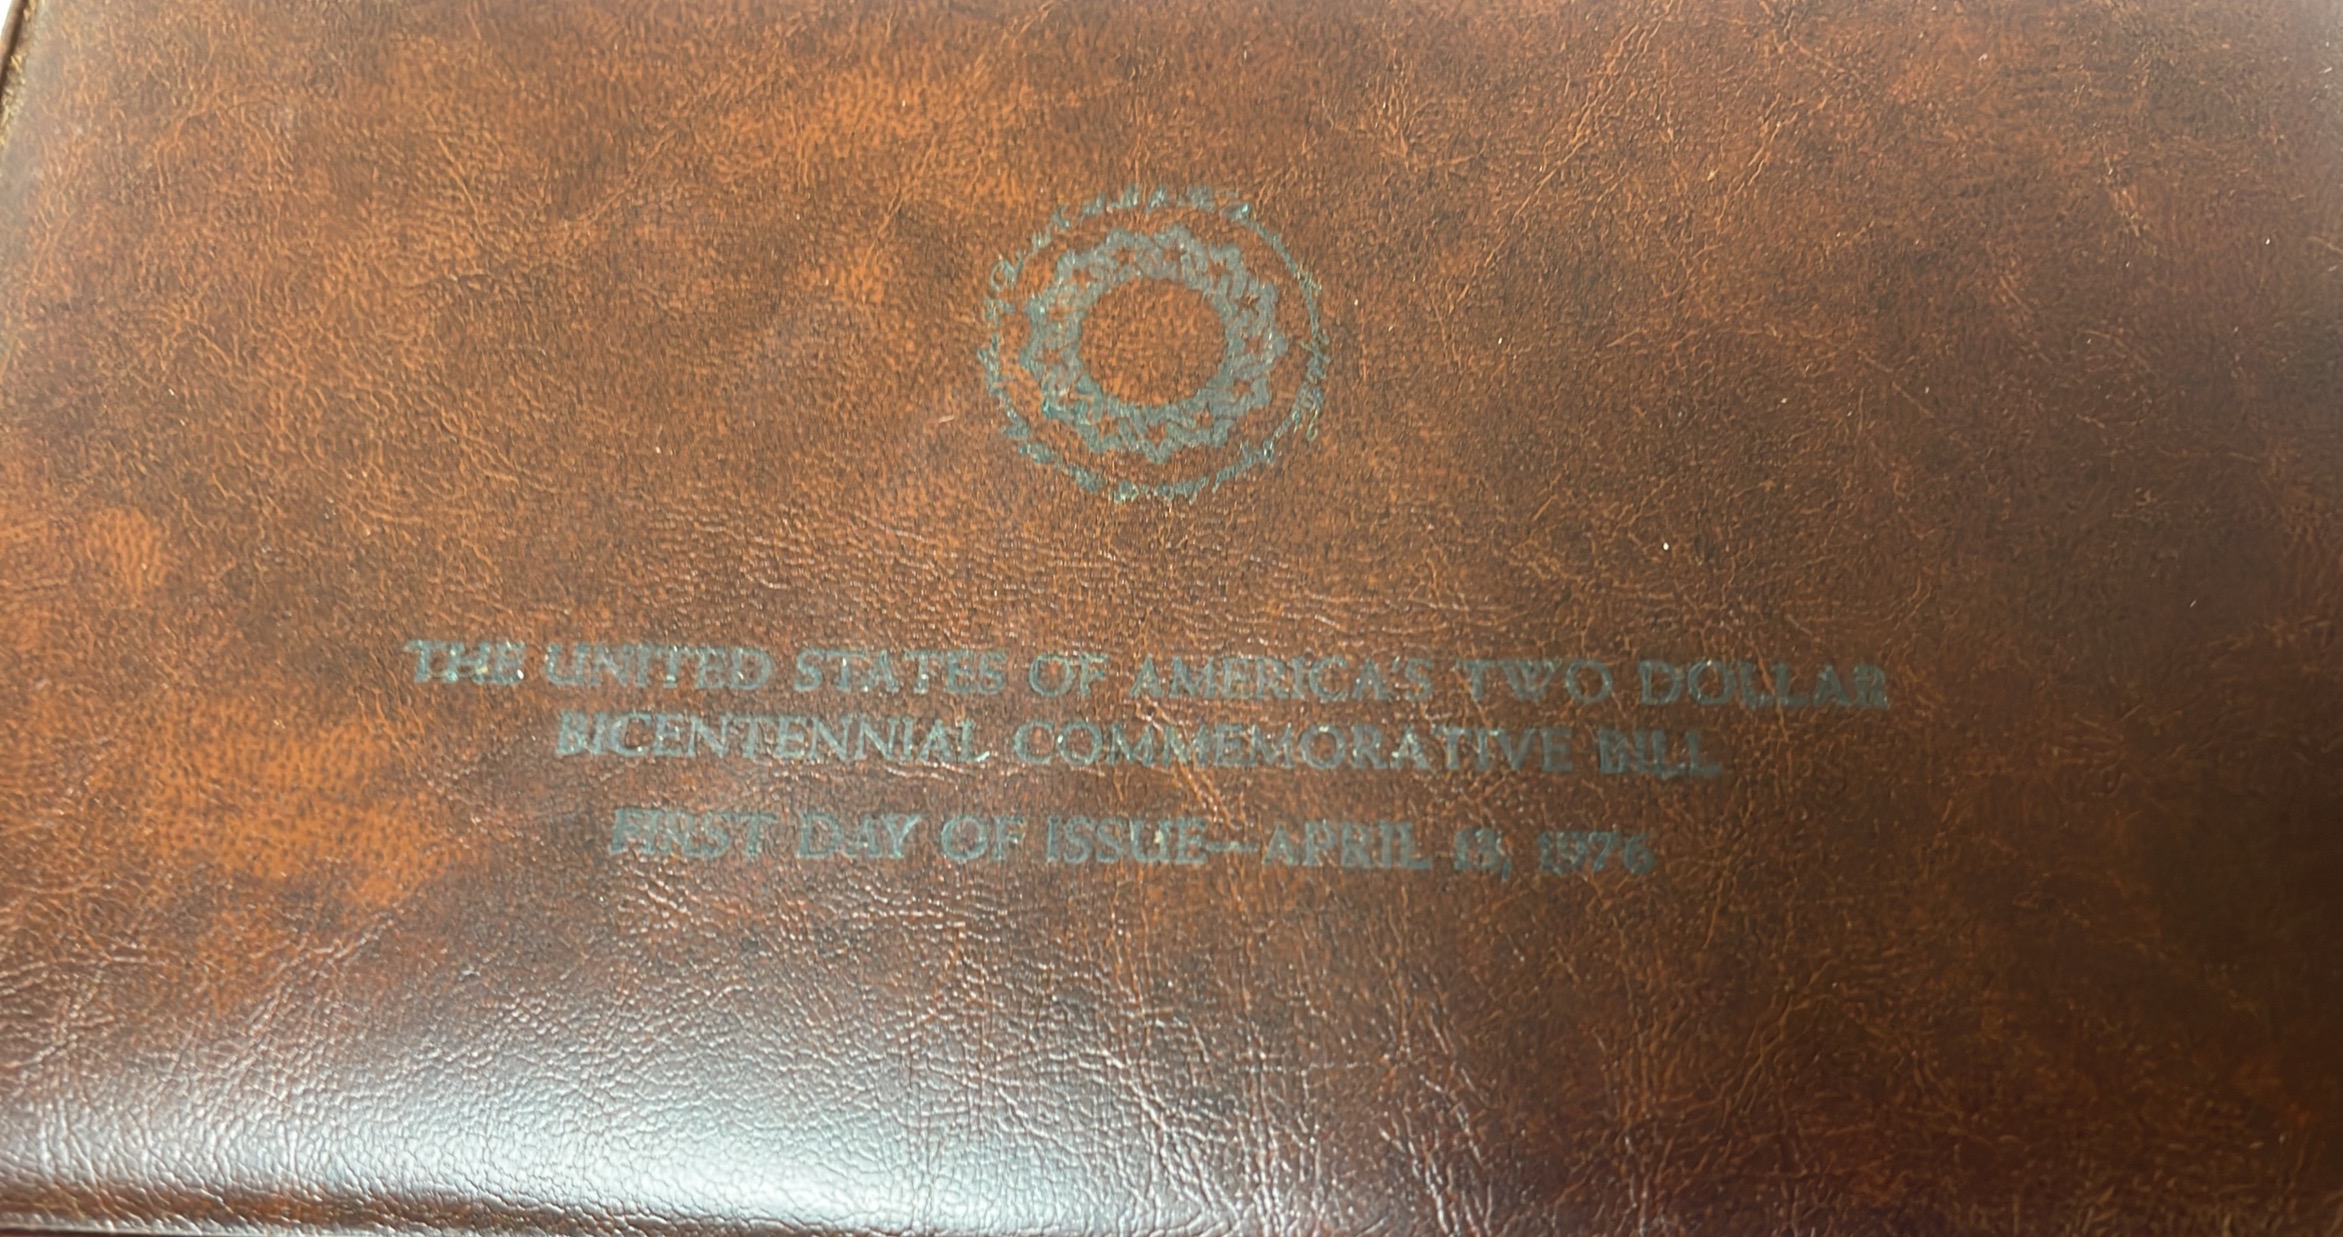 THE UNITED STATES OF AMERICA'S TWO DOLLAR
BICENTENNIAL COMMEMORATIVE BILL
FIRST DAY OF ISSUE—APRIL 13, 1976